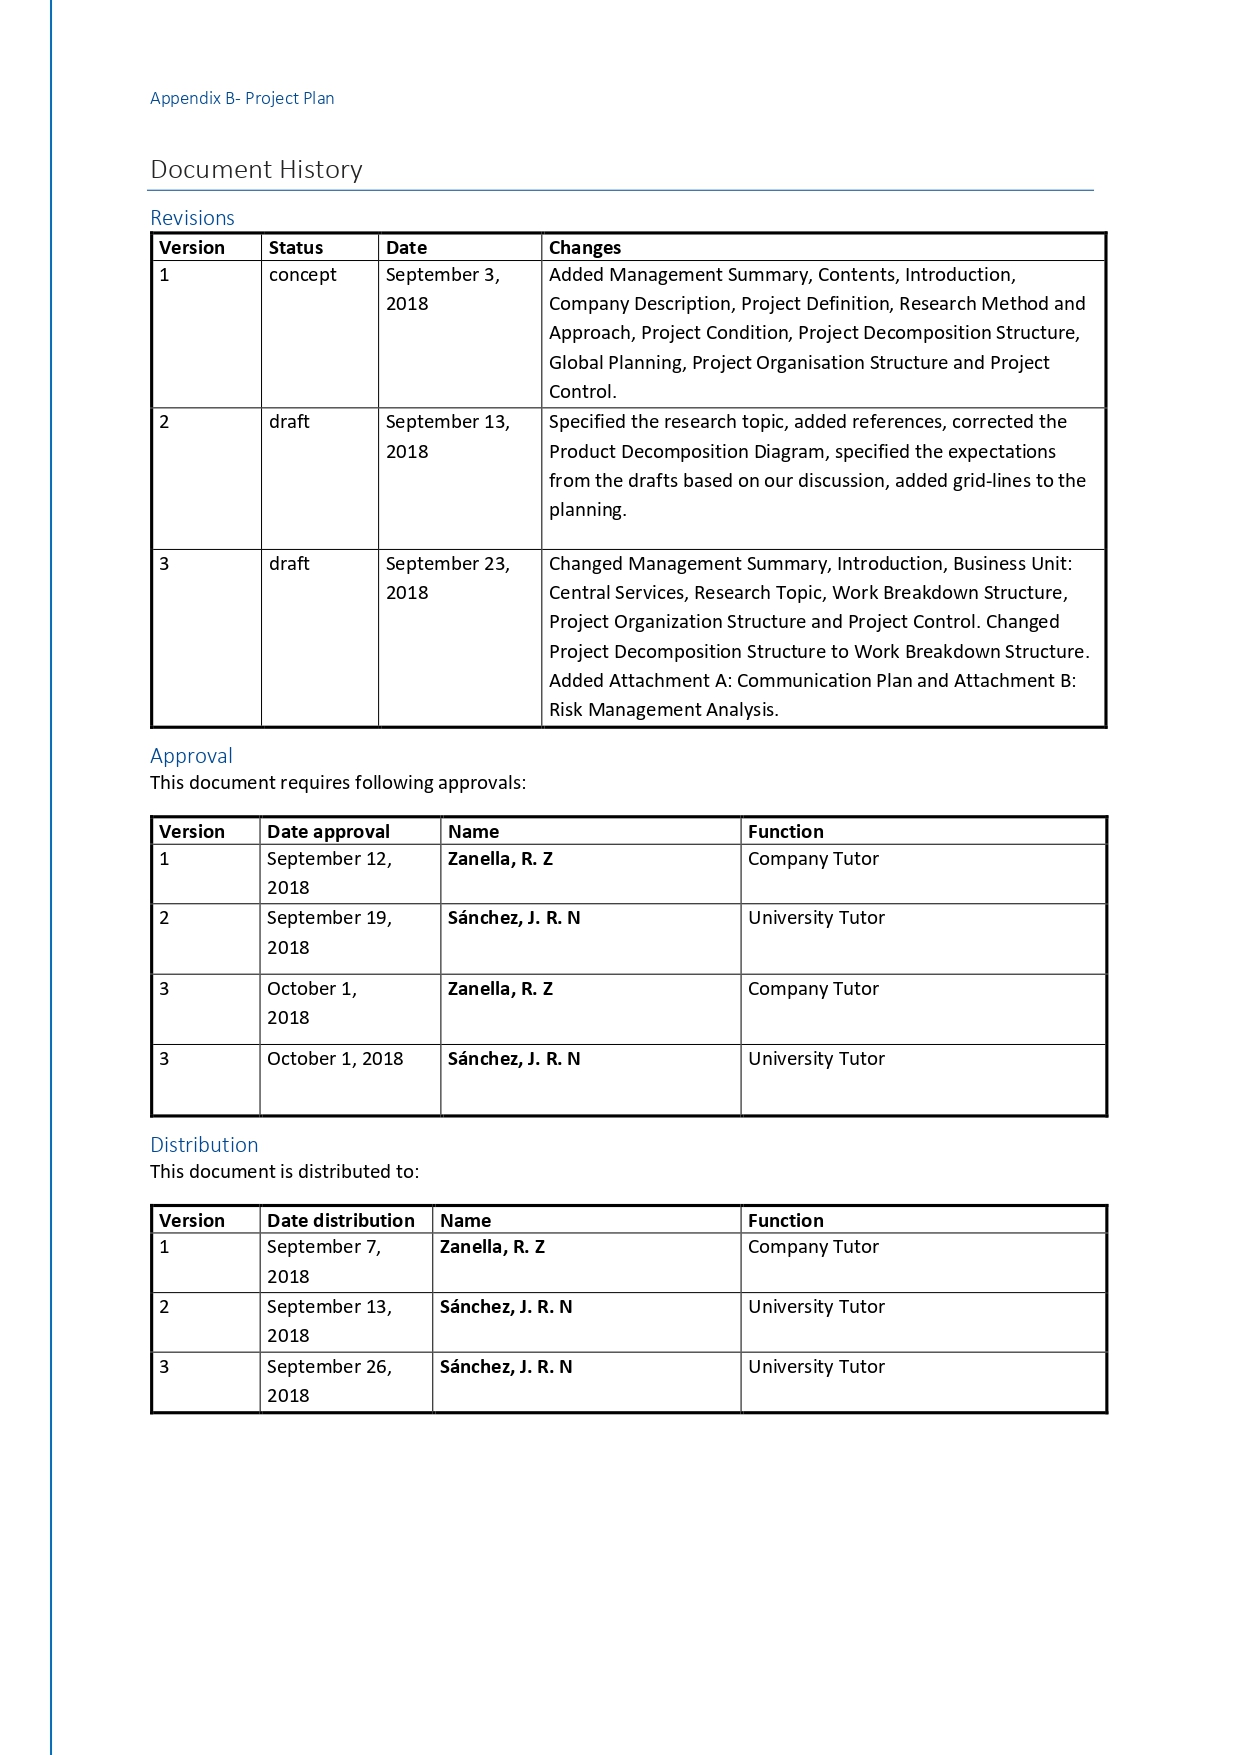 Appendix B- Project Plan
Document History
Revisions
Version Status Date Changes
1 concept September 3, Added Management Summary, Contents, Introduction,
2018 Company Description, Project Definition, Research Method and
Approach, Project Condition, Project Decomposition Structure,
Global Planning, Project Organisation Structure and Project
Control.
2 draft September 13, Specified the research topic, added references, corrected the
2018 Product Decomposition Diagram, specified the expectations
from the drafts based on our discussion, added grid-lines to the
planning.
3 draft September 23, Changed Management Summary, Introduction, Business Unit:
2018 Central Services, Research Topic, Work Breakdown Structure,
Project Organization Structure and Project Control. Changed
Project Decomposition Structure to Work Breakdown Structure.
Added Attachment A: Communication Plan and Attachment B:
Risk Management Analysis.
Approval
This document requires following approvals:
Version Date approval Name Function
1 September 12, Zanella, R. Z Company Tutor
2018
2 September 19, Sánchez, J. R. N University Tutor
2018
3 October 1, Zanella, R. Z Company Tutor
2018
3 October 1, 2018 Sánchez, J. R. N University Tutor
Distribution
This document is distributed to:
Version Date distribution Name Function
1 September 7, Zanella, R. Z Company Tutor
2018
2 September 13, Sánchez, J. R. N University Tutor
2018
3 September 26, Sánchez, J. R. N University Tutor
2018